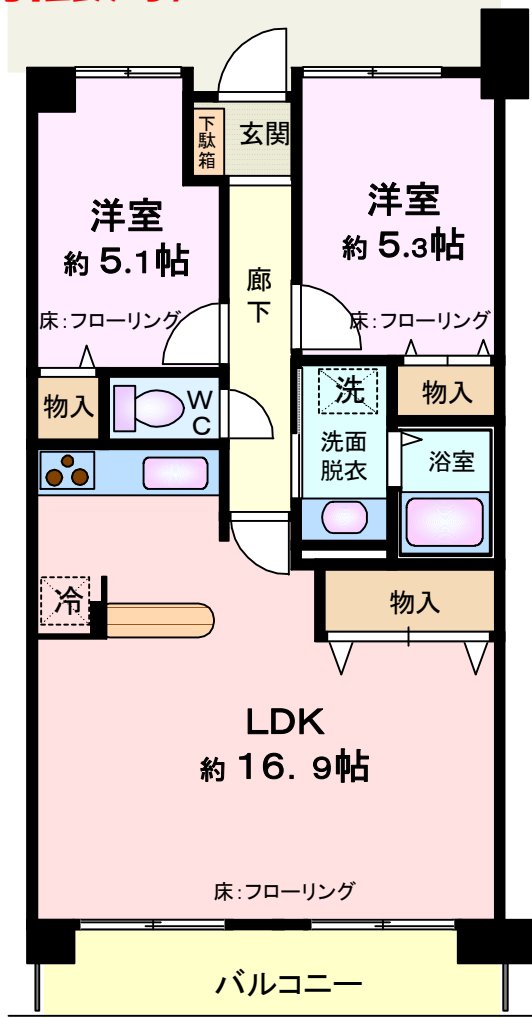 下駄箱
玄関
洋室
約 5.1帖
洋室
約 5.3帖
廊下
床:フローリング
床:フローリング
物入
WC
洗
洗面
脱衣
物入
浴室
冷
物入
LDK
約 16.9帖
床:フローリング
バルコニー